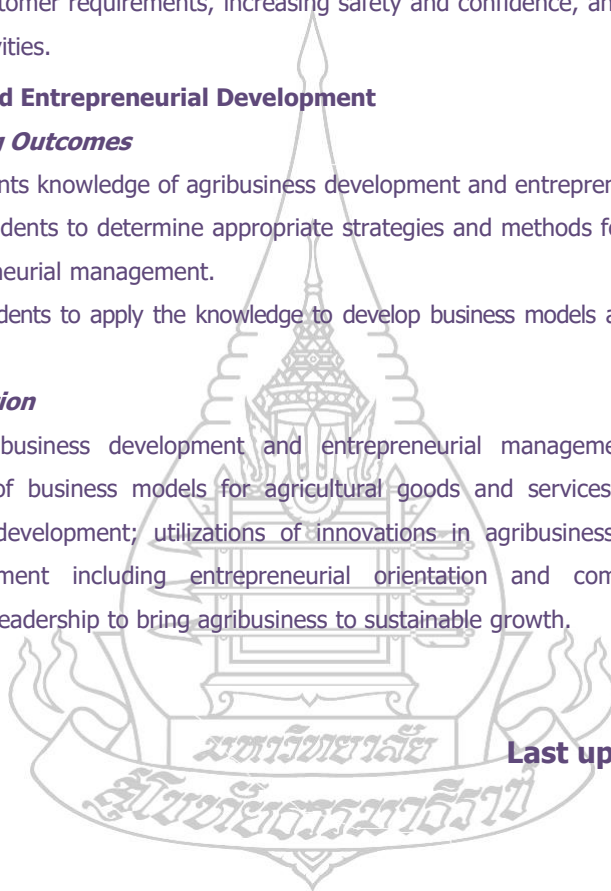 tomer requirements, increasing safety and confidence, an
vities.
d Entrepreneurial Development
g Outcomes
nts knowledge of agribusiness development and entrepren
dents to determine appropriate strategies and methods fo
neurial management.
dents to apply the knowledge to develop business models a
tion
business development and entrepreneurial manageme
of business models for agricultural goods and services
development; utilizations of innovations in agribusiness
ment including entrepreneurial orientation and com
leadership to bring agribusiness to sustainable growth.
มหาวิทยาลัย
Last up
สุโขทัยธรรมาธิราช